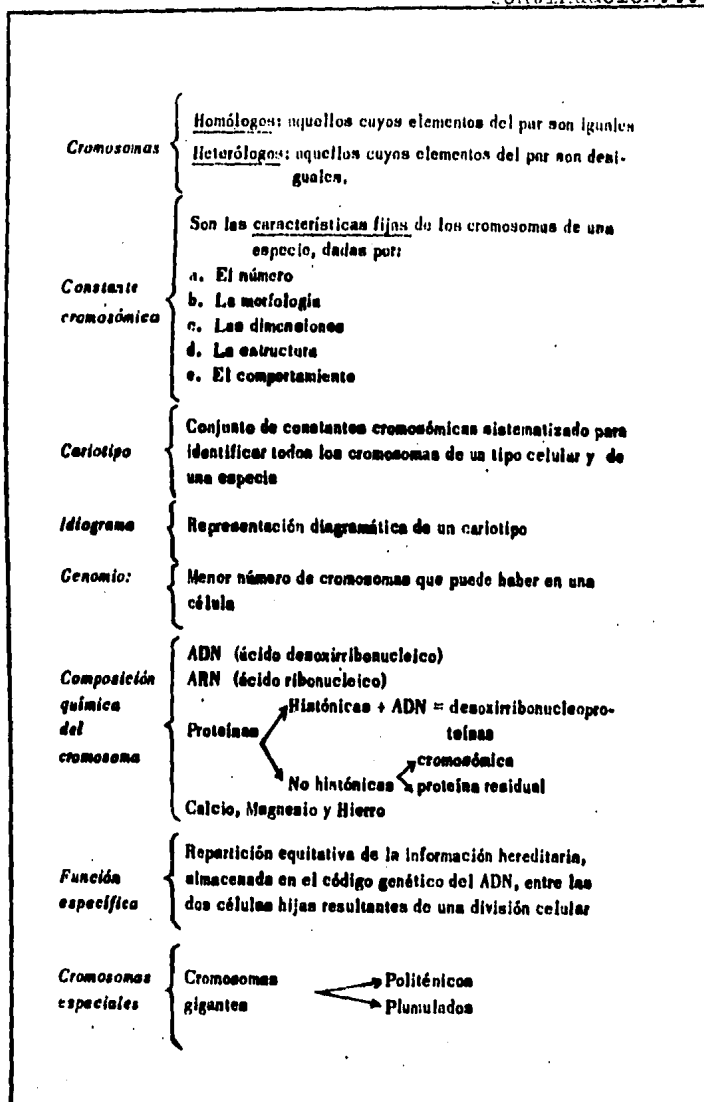 Cromosomas
Homólogos: aquellos cuyos elementos del par son iguales
Heterólogos: aquellos cuyos elementos del par son desi-
guales.
Constante
cromosómica
Son las características fijas de los cromosomas de una
especie, dadas por:
a. El número
b. La morfología
c. Las dimensiones
d. La estructura
e. El comportamiento
Cariotipo
Conjunto de constantes cromosómicas sistematizado para
identificar todos los cromosomas de un tipo celular y de
una especie
Idiograma
Representación diagramática de un cariotipo
Genomio:
Menor número de cromosomas que puede haber en una
célula
Composición
química
del
cromosoma
ADN (ácido desoxirribonucleico)
ARN (ácido ribonucleico)
Proteínas
Histónicas + ADN = desoxirribonucleopro-
teínas
No histónicas
cromosómica
proteína residual
Calcio, Magnesio y Hierro
Función
específica
Repartición equitativa de la información hereditaria,
almacenada en el código genético del ADN, entre las
dos células hijas resultantes de una división celular
Cromosomas
especiales
Cromosomas
gigantes
Politénicos
Plumulados